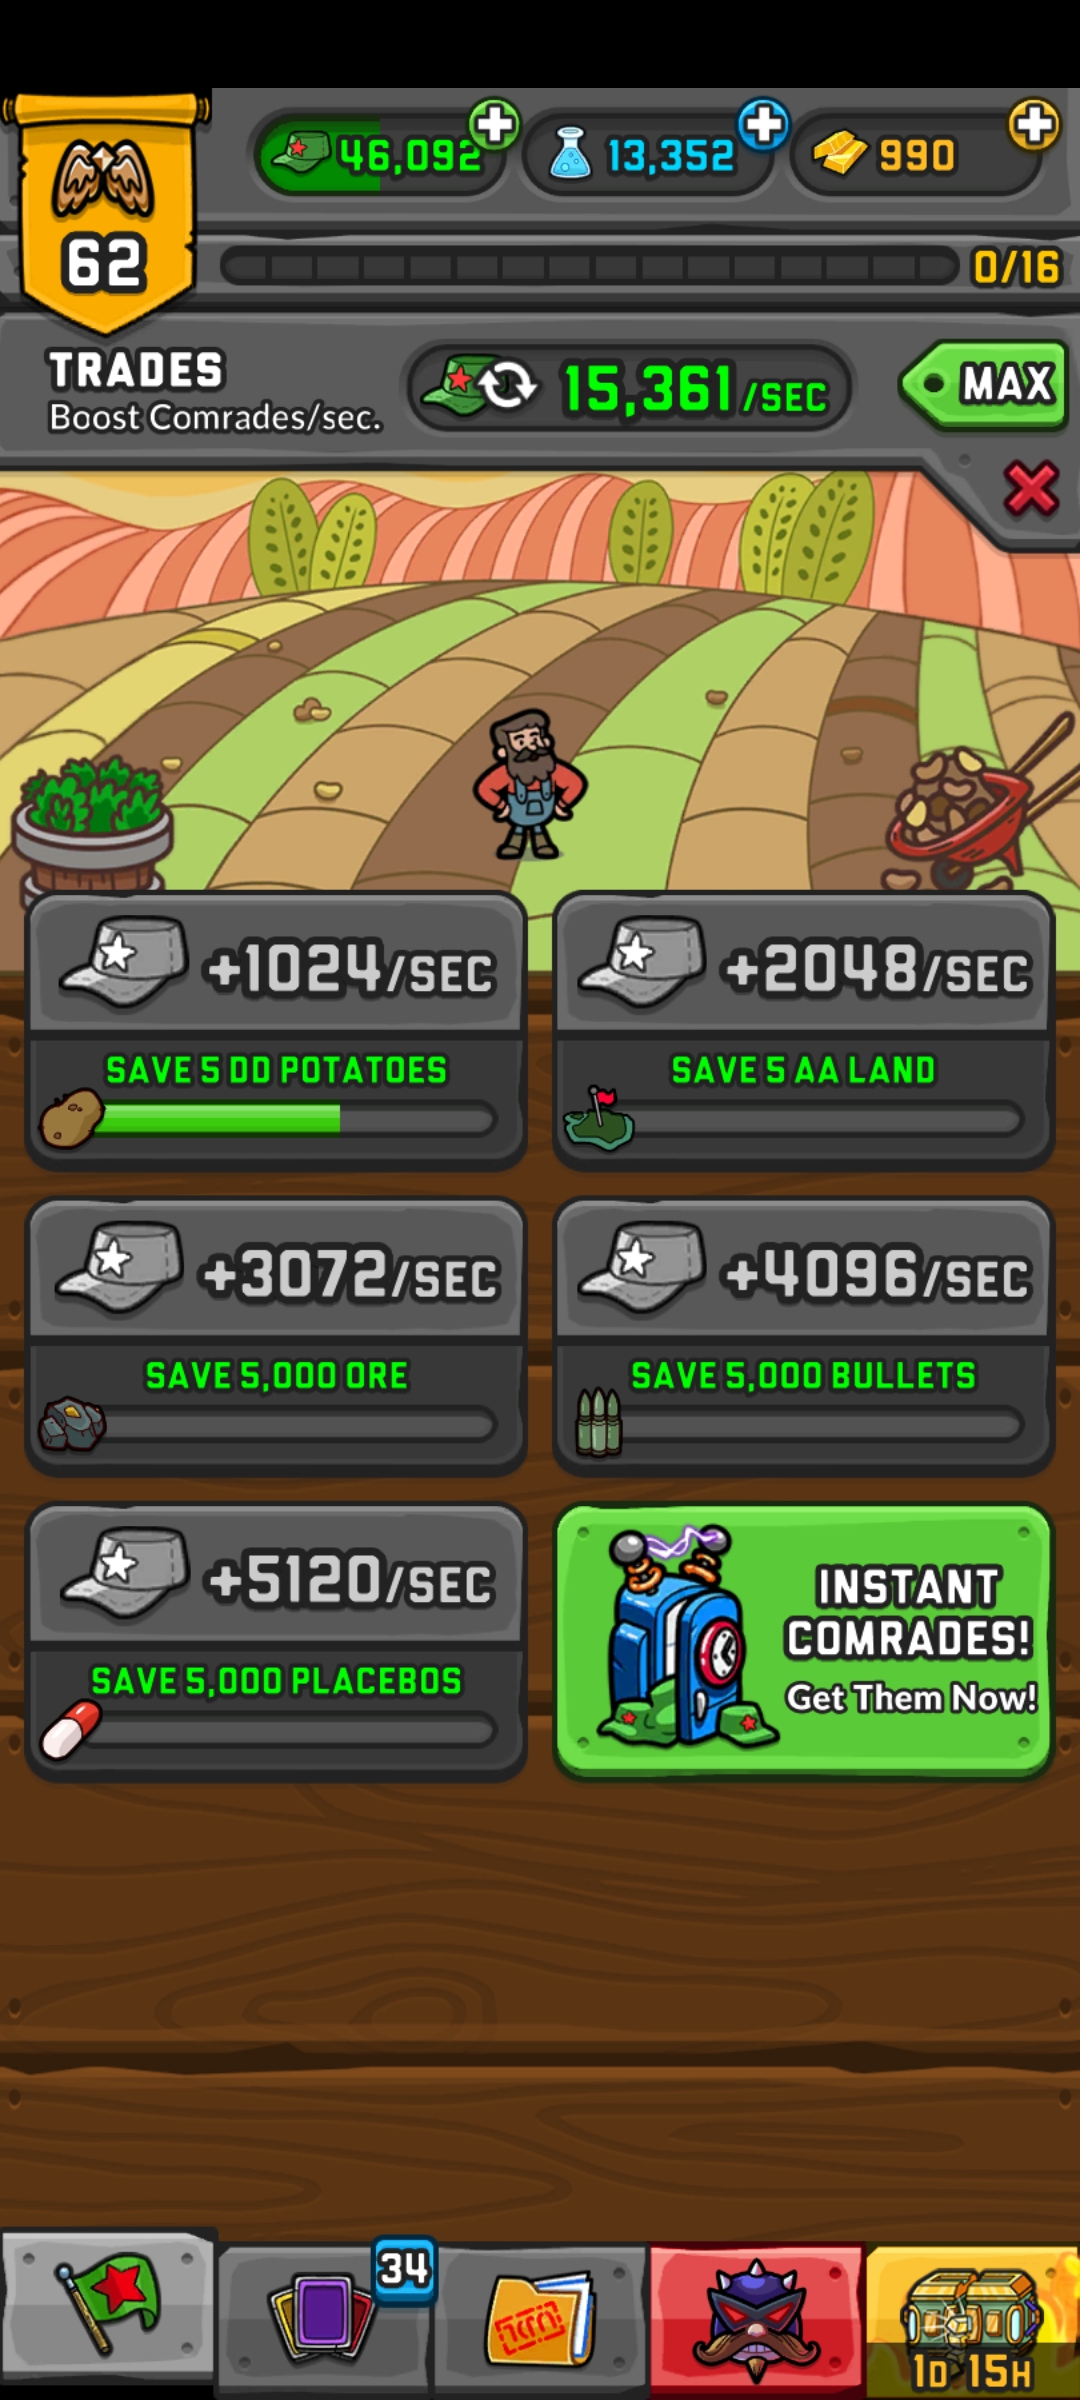 46,092
13,352
990
62
0/16
TRADES
Boost Comrades/sec.
15,361/SEC
MAX
+1024/SEC
SAVE 5 DD POTATOES
+2048/SEC
SAVE 5 AA LAND
+3072/SEC
SAVE 5,000 ORE
+4096/SEC
SAVE 5,000 BULLETS
+5120/SEC
SAVE 5,000 PLACEBOS
INSTANT
COMRADES!
Get Them Now!
34
1D 15H